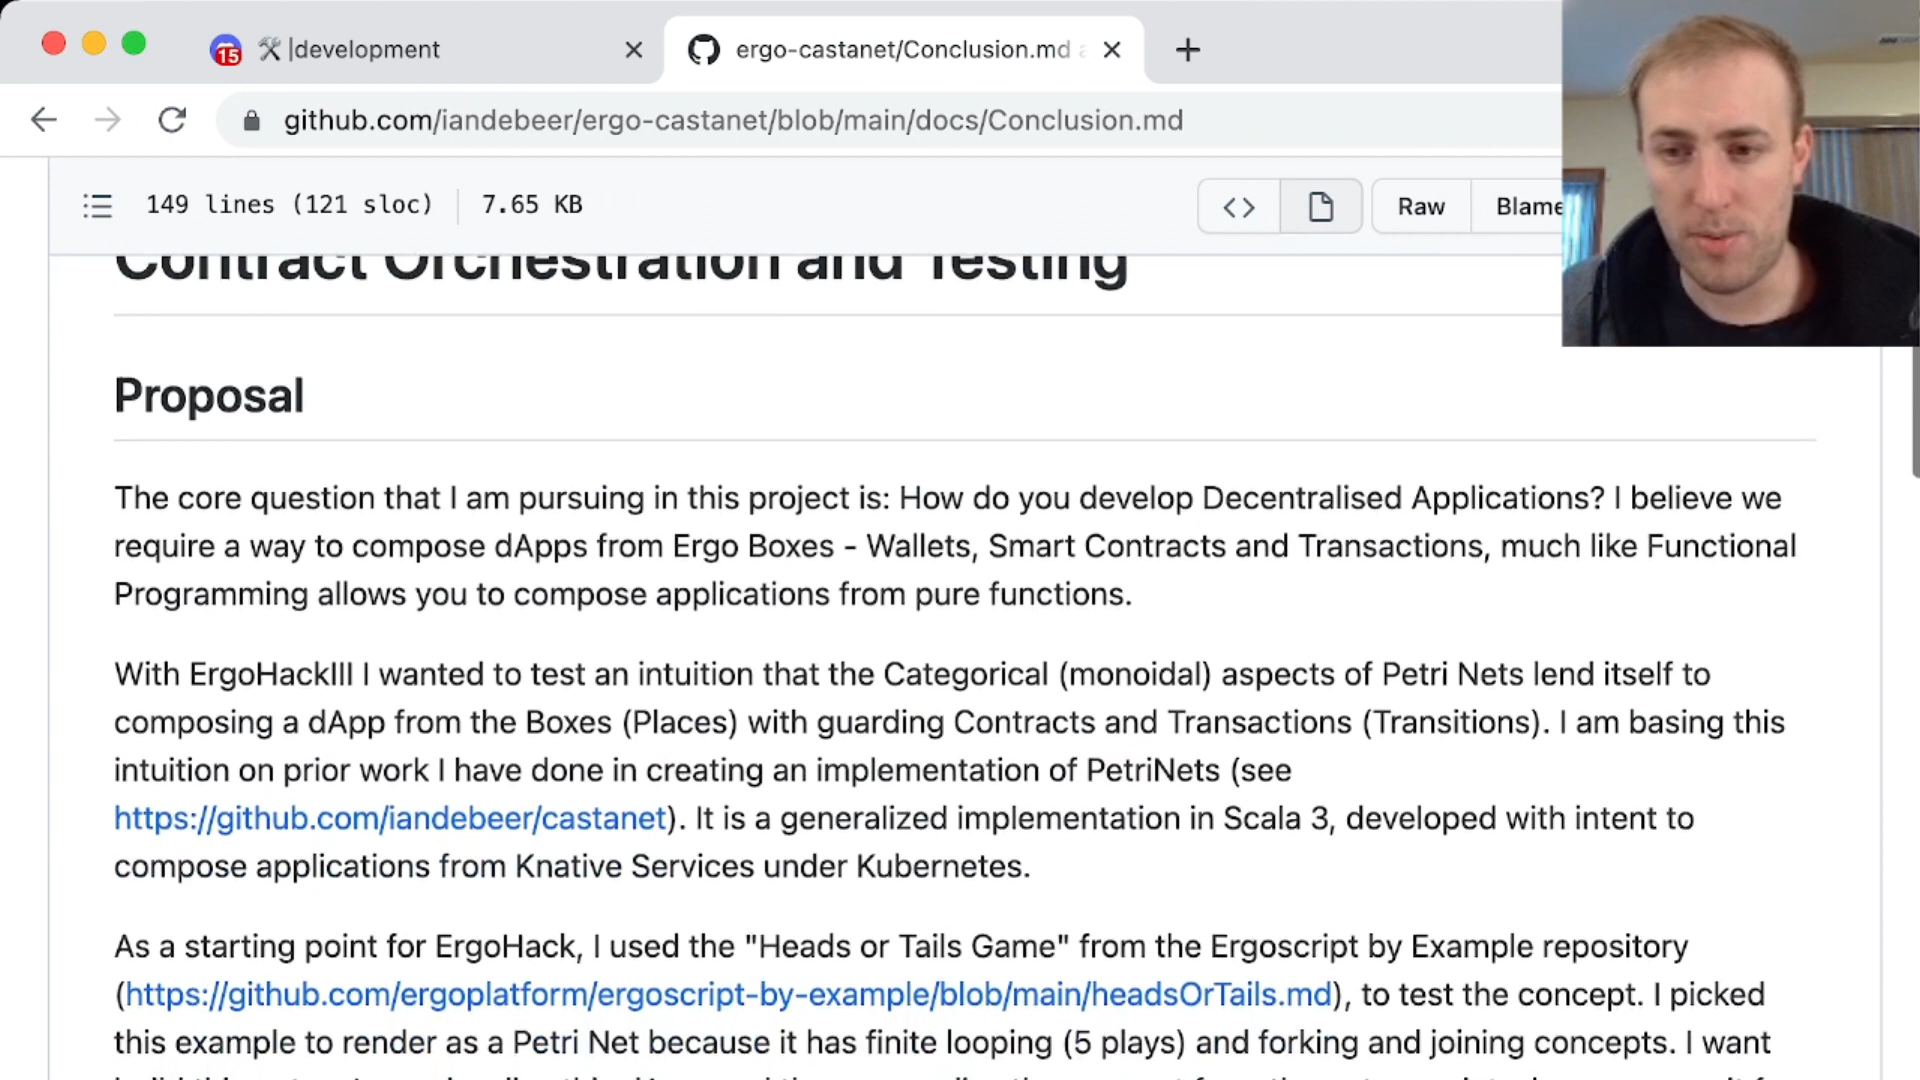 15 🛠 |development
ergo-castanet/Conclusion.md a
github.com/iandebeer/ergo-castanet/blob/main/docs/Conclusion.md
149 lines (121 sloc) 7.65 KB Raw Blame
Contract Orchestration and Testing
Proposal
The core question that I am pursuing in this project is: How do you develop Decentralised Applications? I believe we
require a way to compose dApps from Ergo Boxes - Wallets, Smart Contracts and Transactions, much like Functional
Programming allows you to compose applications from pure functions.
With ErgoHackIII I wanted to test an intuition that the Categorical (monoidal) aspects of Petri Nets lend itself to
composing a dApp from the Boxes (Places) with guarding Contracts and Transactions (Transitions). I am basing this
intuition on prior work I have done in creating an implementation of PetriNets (see
https://github.com/iandebeer/castanet). It is a generalized implementation in Scala 3, developed with intent to
compose applications from Knative Services under Kubernetes.
As a starting point for ErgoHack, I used the "Heads or Tails Game" from the Ergoscript by Example repository
(https://github.com/ergoplatform/ergoscript-by-example/blob/main/headsOrTails.md), to test the concept. I picked
this example to render as a Petri Net because it has finite looping (5 plays) and forking and joining concepts. I want